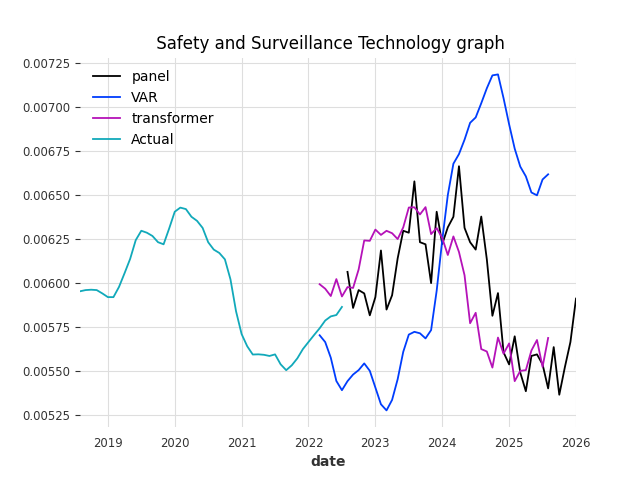 Safety and Surveillance Technology graph
panel
VAR
transformer
Actual
0.00725
0.00700
0.00675
0.00650
0.00625
0.00600
0.00575
0.00550
0.00525
2019 2020 2021 2022 2023 2024 2025 2026
date